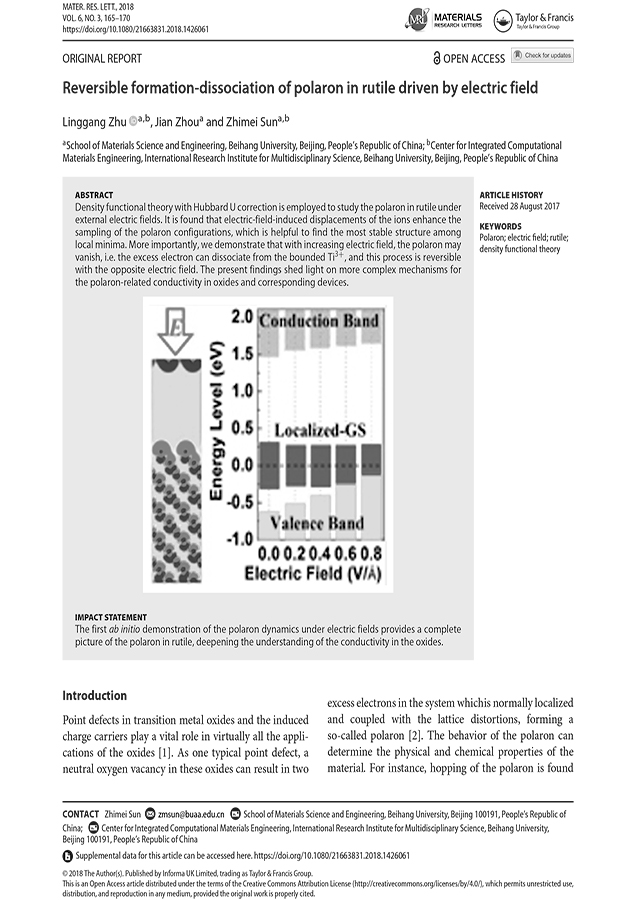 MATER. RES. LETT., 2018
VOL. 6, NO. 3, 165–170
https://doi.org/10.1080/21663831.2018.1426061
MRL
MATERIALS
RESEARCH LETTERS
Taylor & Francis
Taylor & Francis Group
ORIGINAL REPORT
OPEN ACCESS
Check for updates
Reversible formation-dissociation of polaron in rutile driven by electric field
Linggang Zhu a,b, Jian Zhou a and Zhimei Sun a,b
aSchool of Materials Science and Engineering, Beihang University, Beijing, People's Republic of China; bCenter for Integrated Computational
Materials Engineering, International Research Institute for Multidisciplinary Science, Beihang University, Beijing, People's Republic of China
ABSTRACT
Density functional theory with Hubbard U correction is employed to study the polaron in rutile under
external electric fields. It is found that electric-field-induced displacements of the ions enhance the
sampling of the polaron configurations, which is helpful to find the most stable structure among
local minima. More importantly, we demonstrate that with increasing electric field, the polaron may
vanish, i.e. the excess electron can dissociate from the bounded Ti3+, and this process is reversible
with the opposite electric field. The present findings shed light on more complex mechanisms for
the polaron-related conductivity in oxides and corresponding devices.
ARTICLE HISTORY
Received 28 August 2017
KEYWORDS
Polaron; electric field; rutile;
density functional theory
E
Energy Level (eV)
2.0
1.5
1.0
0.5
0.0
-0.5
-1.0
Conduction Band
Localized-GS
Valence Band
0.0 0.2 0.4 0.6 0.8
Electric Field (V/Å)
IMPACT STATEMENT
The first ab initio demonstration of the polaron dynamics under electric fields provides a complete
picture of the polaron in rutile, deepening the understanding of the conductivity in the oxides.
Introduction
Point defects in transition metal oxides and the induced
charge carriers play a vital role in virtually all the appli-
cations of the oxides [1]. As one typical point defect, a
neutral oxygen vacancy in these oxides can result in two
excess electrons in the system whichis normally localized
and coupled with the lattice distortions, forming a
so-called polaron [2]. The behavior of the polaron can
determine the physical and chemical properties of the
material. For instance, hopping of the polaron is found
CONTACT Zhimei Sun zmsun@buaa.edu.cn School of Materials Science and Engineering, Beihang University, Beijing 100191, People's Republic of
China; Center for Integrated Computational Materials Engineering, International Research Institute for Multidisciplinary Science, Beihang University,
Beijing 100191, People's Republic of China
Supplemental data for this article can be accessed here. https://doi.org/10.1080/21663831.2018.1426061
© 2018 The Author(s). Published by Informa UK Limited, trading as Taylor & Francis Group.
This is an Open Access article distributed under the terms of the Creative Commons Attribution License (http://creativecommons.org/licenses/by/4.0/), which permits unrestricted use,
distribution, and reproduction in any medium, provided the original work is properly cited.